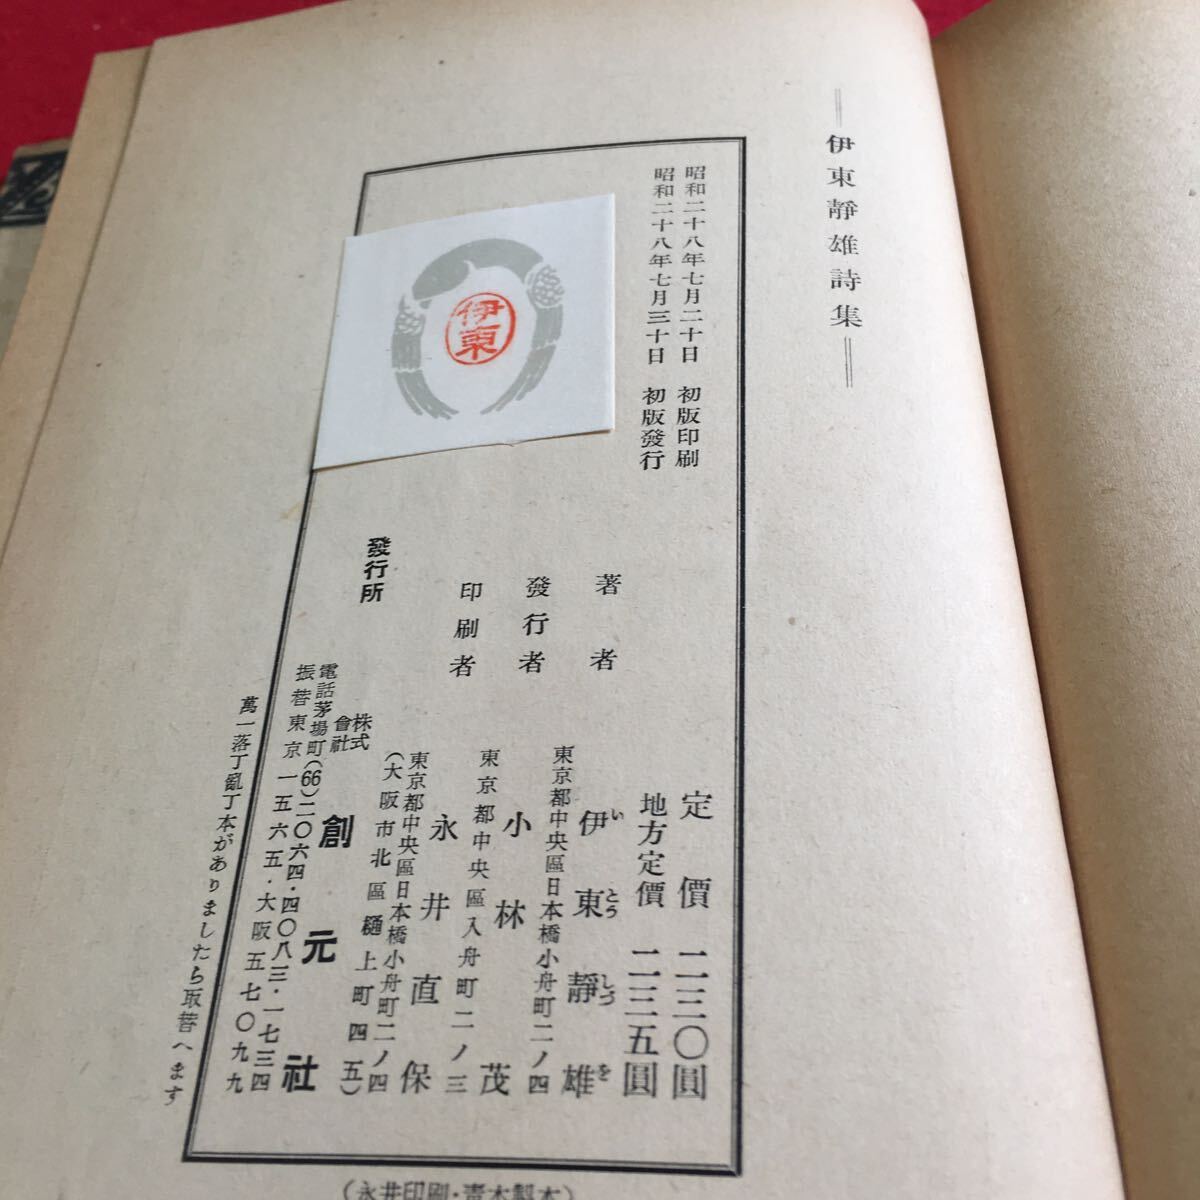 伊東靜雄詩集
昭和二十八年七月二十日　初版印刷
昭和二十八年七月三十日　初版發行
伊東
定價　二三〇圓
地方定價　二三五圓
著者　伊東靜雄
いとうしづを
東京都中央區日本橋小舟町二ノ四
發行者　小林茂
東京都中央區入舟町二ノ三
印刷者　永井直保
東京都中央區日本橋小舟町二ノ四
(大阪市北區樋上町四五)
發行所　株式會社　創元社
電話茅場町(66)二〇六四・四〇八三・一七三四
振替東京一五六五・大阪五七〇九九
萬一落丁亂丁本がありましたら取替へます
(永井印刷・青木製本)